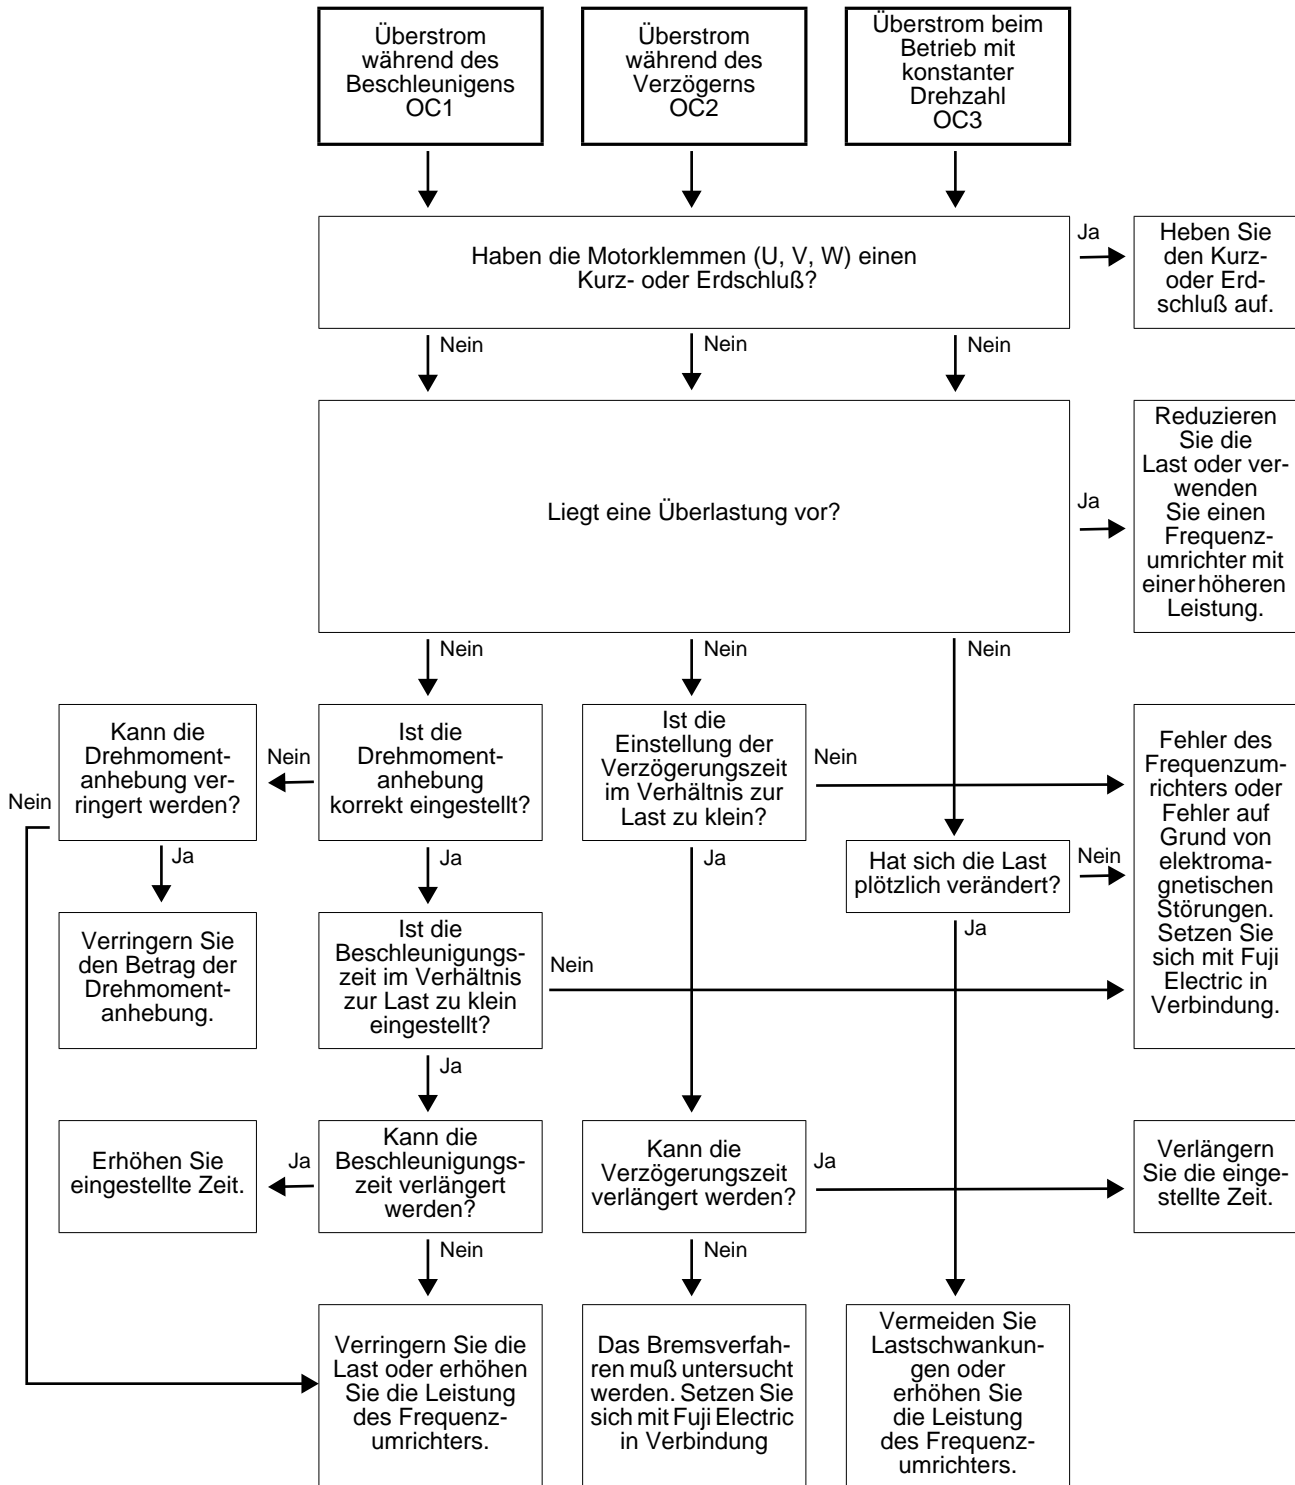 Überstrom
während des
Beschleunigens
OC1
Überstrom
während des
Verzögerns
OC2
Überstrom beim
Betrieb mit
konstanter
Drehzahl
OC3
Haben die Motorklemmen (U, V, W) einen
Kurz- oder Erdschluß?
Ja
Heben Sie
den Kurz-
oder Erd-
schluß auf.
Nein
Nein
Nein
Liegt eine Überlastung vor?
Ja
Reduzieren
Sie die
Last oder ver-
wenden
Sie einen
Frequenz-
umrichter mit
einer höheren
Leistung.
Nein
Nein
Nein
Kann die
Drehmoment-
anhebung ver-
ringert werden?
Nein
Ist die
Drehmoment-
anhebung
korrekt eingestellt?
Ist die
Einstellung der
Verzögerungszeit
im Verhältnis zur
Last zu klein?
Nein
Fehler des
Frequenzum-
richters oder
Fehler auf
Grund von
elektroma-
gnetischen
Störungen.
Setzen Sie
sich mit Fuji
Electric in
Verbindung.
Nein
Ja
Ja
Ja
Hat sich die Last
plötzlich verändert?
Nein
Ja
Verringern Sie
den Betrag der
Drehmoment-
anhebung.
Ist die
Beschleunigungs-
zeit im Verhältnis
zur Last zu klein
eingestellt?
Nein
Ja
Erhöhen Sie
eingestellte Zeit.
Ja
Kann die
Beschleunigungs-
zeit verlängert
werden?
Kann die
Verzögerungszeit
verlängert werden?
Ja
Verlängern
Sie die einge-
stellte Zeit.
Nein
Nein
Verringern Sie die
Last oder erhöhen
Sie die Leistung
des Frequenz-
umrichters.
Das Bremsverfah-
ren muß untersucht
werden. Setzen Sie
sich mit Fuji Electric
in Verbindung
Vermeiden Sie
Lastschwankun-
gen oder
erhöhen Sie
die Leistung
des Frequenz-
umrichters.